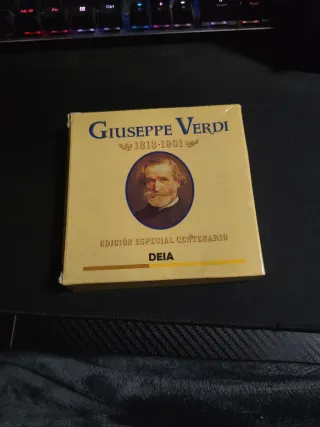 GIUSEPPE VERDI
1813-1901
EDICIÓN ESPECIAL CENTENARIO
DEIA